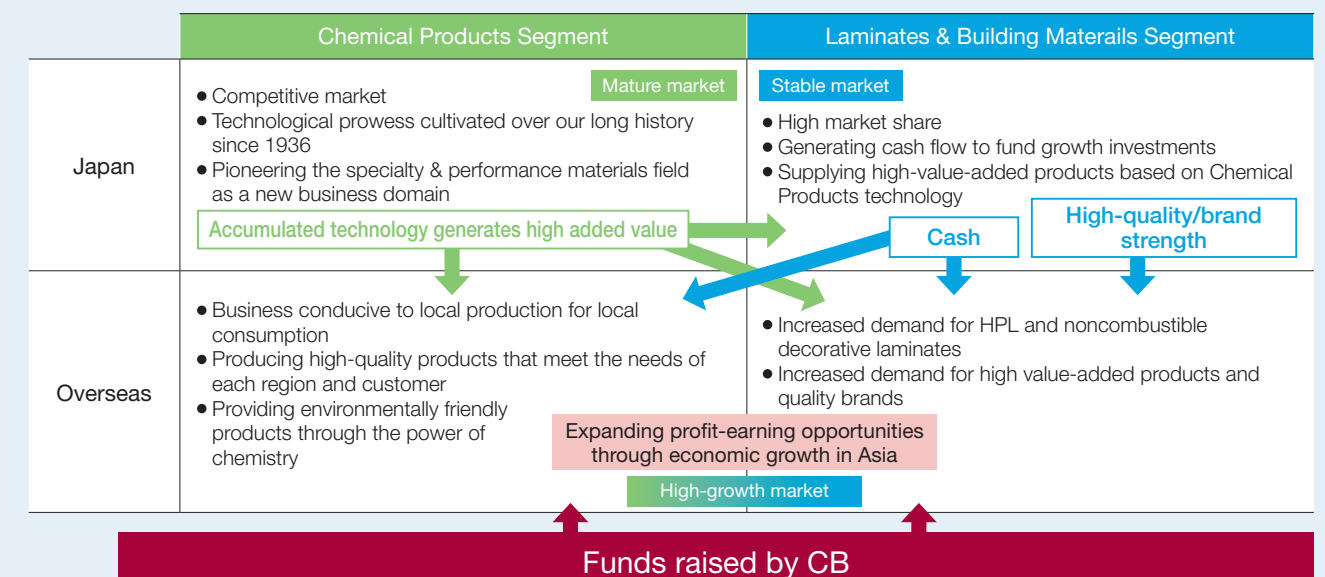 Chemical Products Segment
Laminates & Building Materails Segment
Japan
Mature market
● Competitive market
● Technological prowess cultivated over our long history
since 1936
● Pioneering the specialty & performance materials field
as a new business domain
Accumulated technology generates high added value
Stable market
● High market share
● Generating cash flow to fund growth investments
● Supplying high-value-added products based on Chemical
Products technology
Cash
High-quality/brand
strength
Overseas
● Business conducive to local production for local
consumption
● Producing high-quality products that meet the needs of
each region and customer
● Providing environmentally friendly
products through the power of
chemistry
● Increased demand for HPL and noncombustible
decorative laminates
● Increased demand for high value-added products and
quality brands
Expanding profit-earning opportunities
through economic growth in Asia
High-growth market
Funds raised by CB